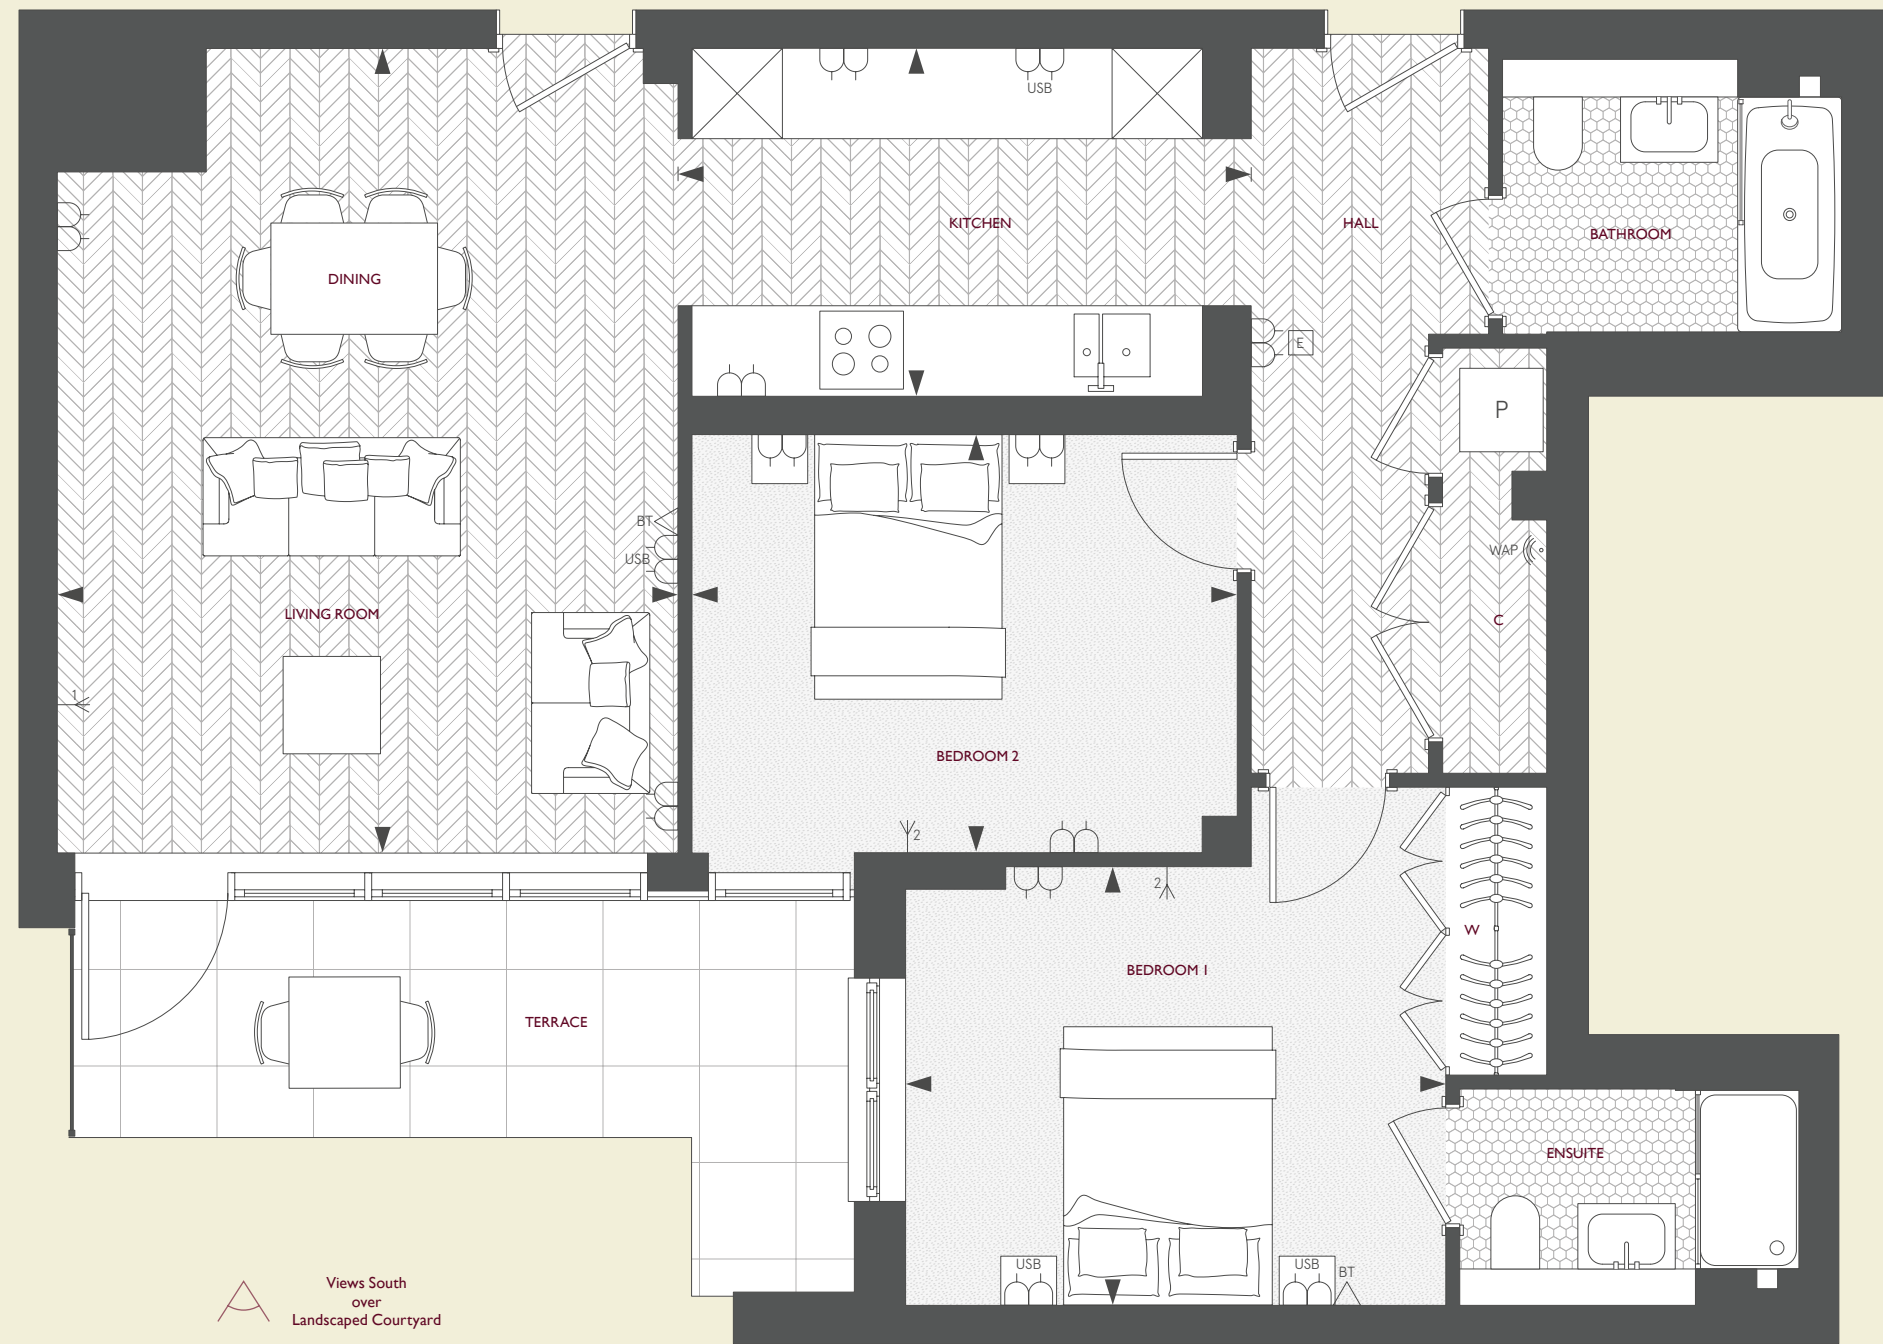 USB
KITCHEN
HALL
BATHROOM
DINING
E
P
BT
USB
WAP
LIVING ROOM
C
1
BEDROOM 2
2
2
W
BEDROOM 1
TERRACE
ENSUITE
USB
USB
BT
Views South
over
Landscaped Courtyard